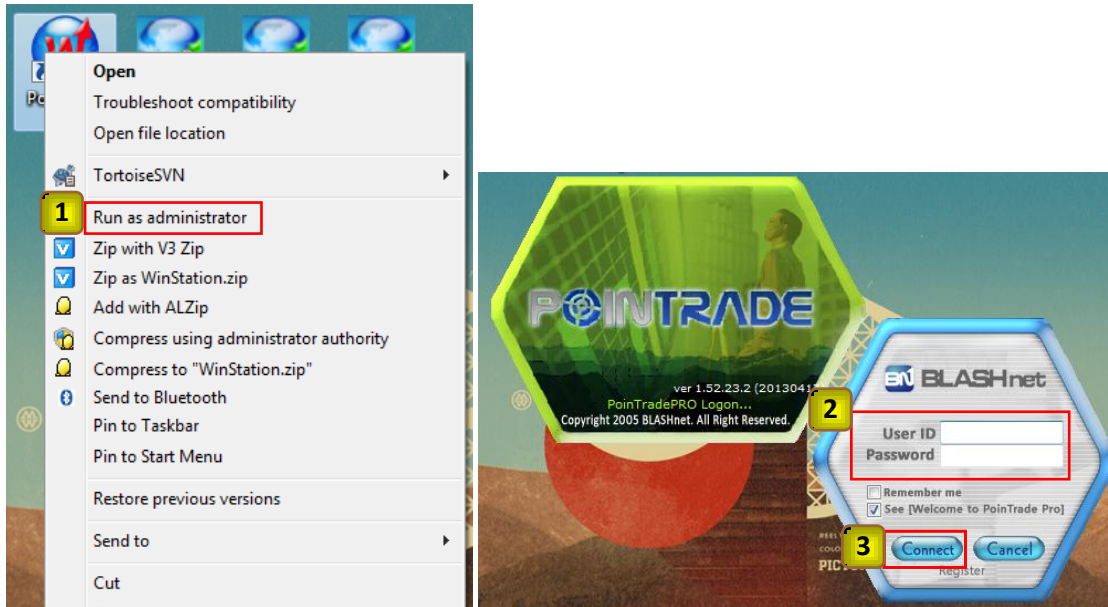 Open
Troubleshoot compatibility
Open file location
TortoiseSVN
1
Run as administrator
Zip with V3 Zip
Zip as WinStation.zip
Add with ALZip
Compress using administrator authority
Compress to "WinStation.zip"
Send to Bluetooth
Pin to Taskbar
Pin to Start Menu
Restore previous versions
Send to
Cut
POINTRADE
ver 1.52.23.2 (2013041
PoinTradePRO Logon...
Copyright 2005 BLASHnet. All Right Reserved.
BN BLASHnet
2
User ID
Password
Remember me
See [Welcome to PoinTrade Pro]
3
Connect Cancel
Register